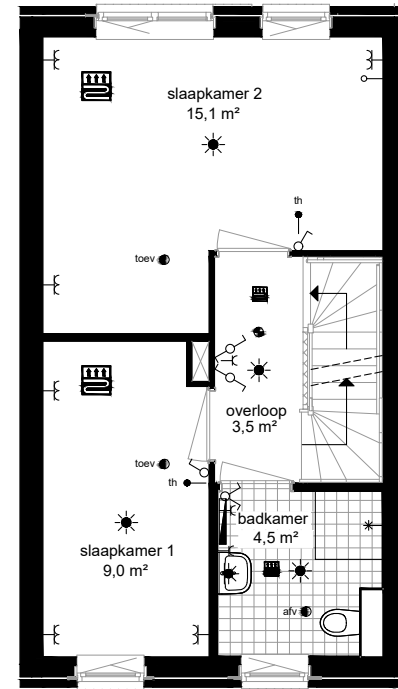 slaapkamer 2
15,1 m²
th
toev
overloop
3,5 m²
toev
th
badkamer
4,5 m²
slaapkamer 1
9,0 m²
afv